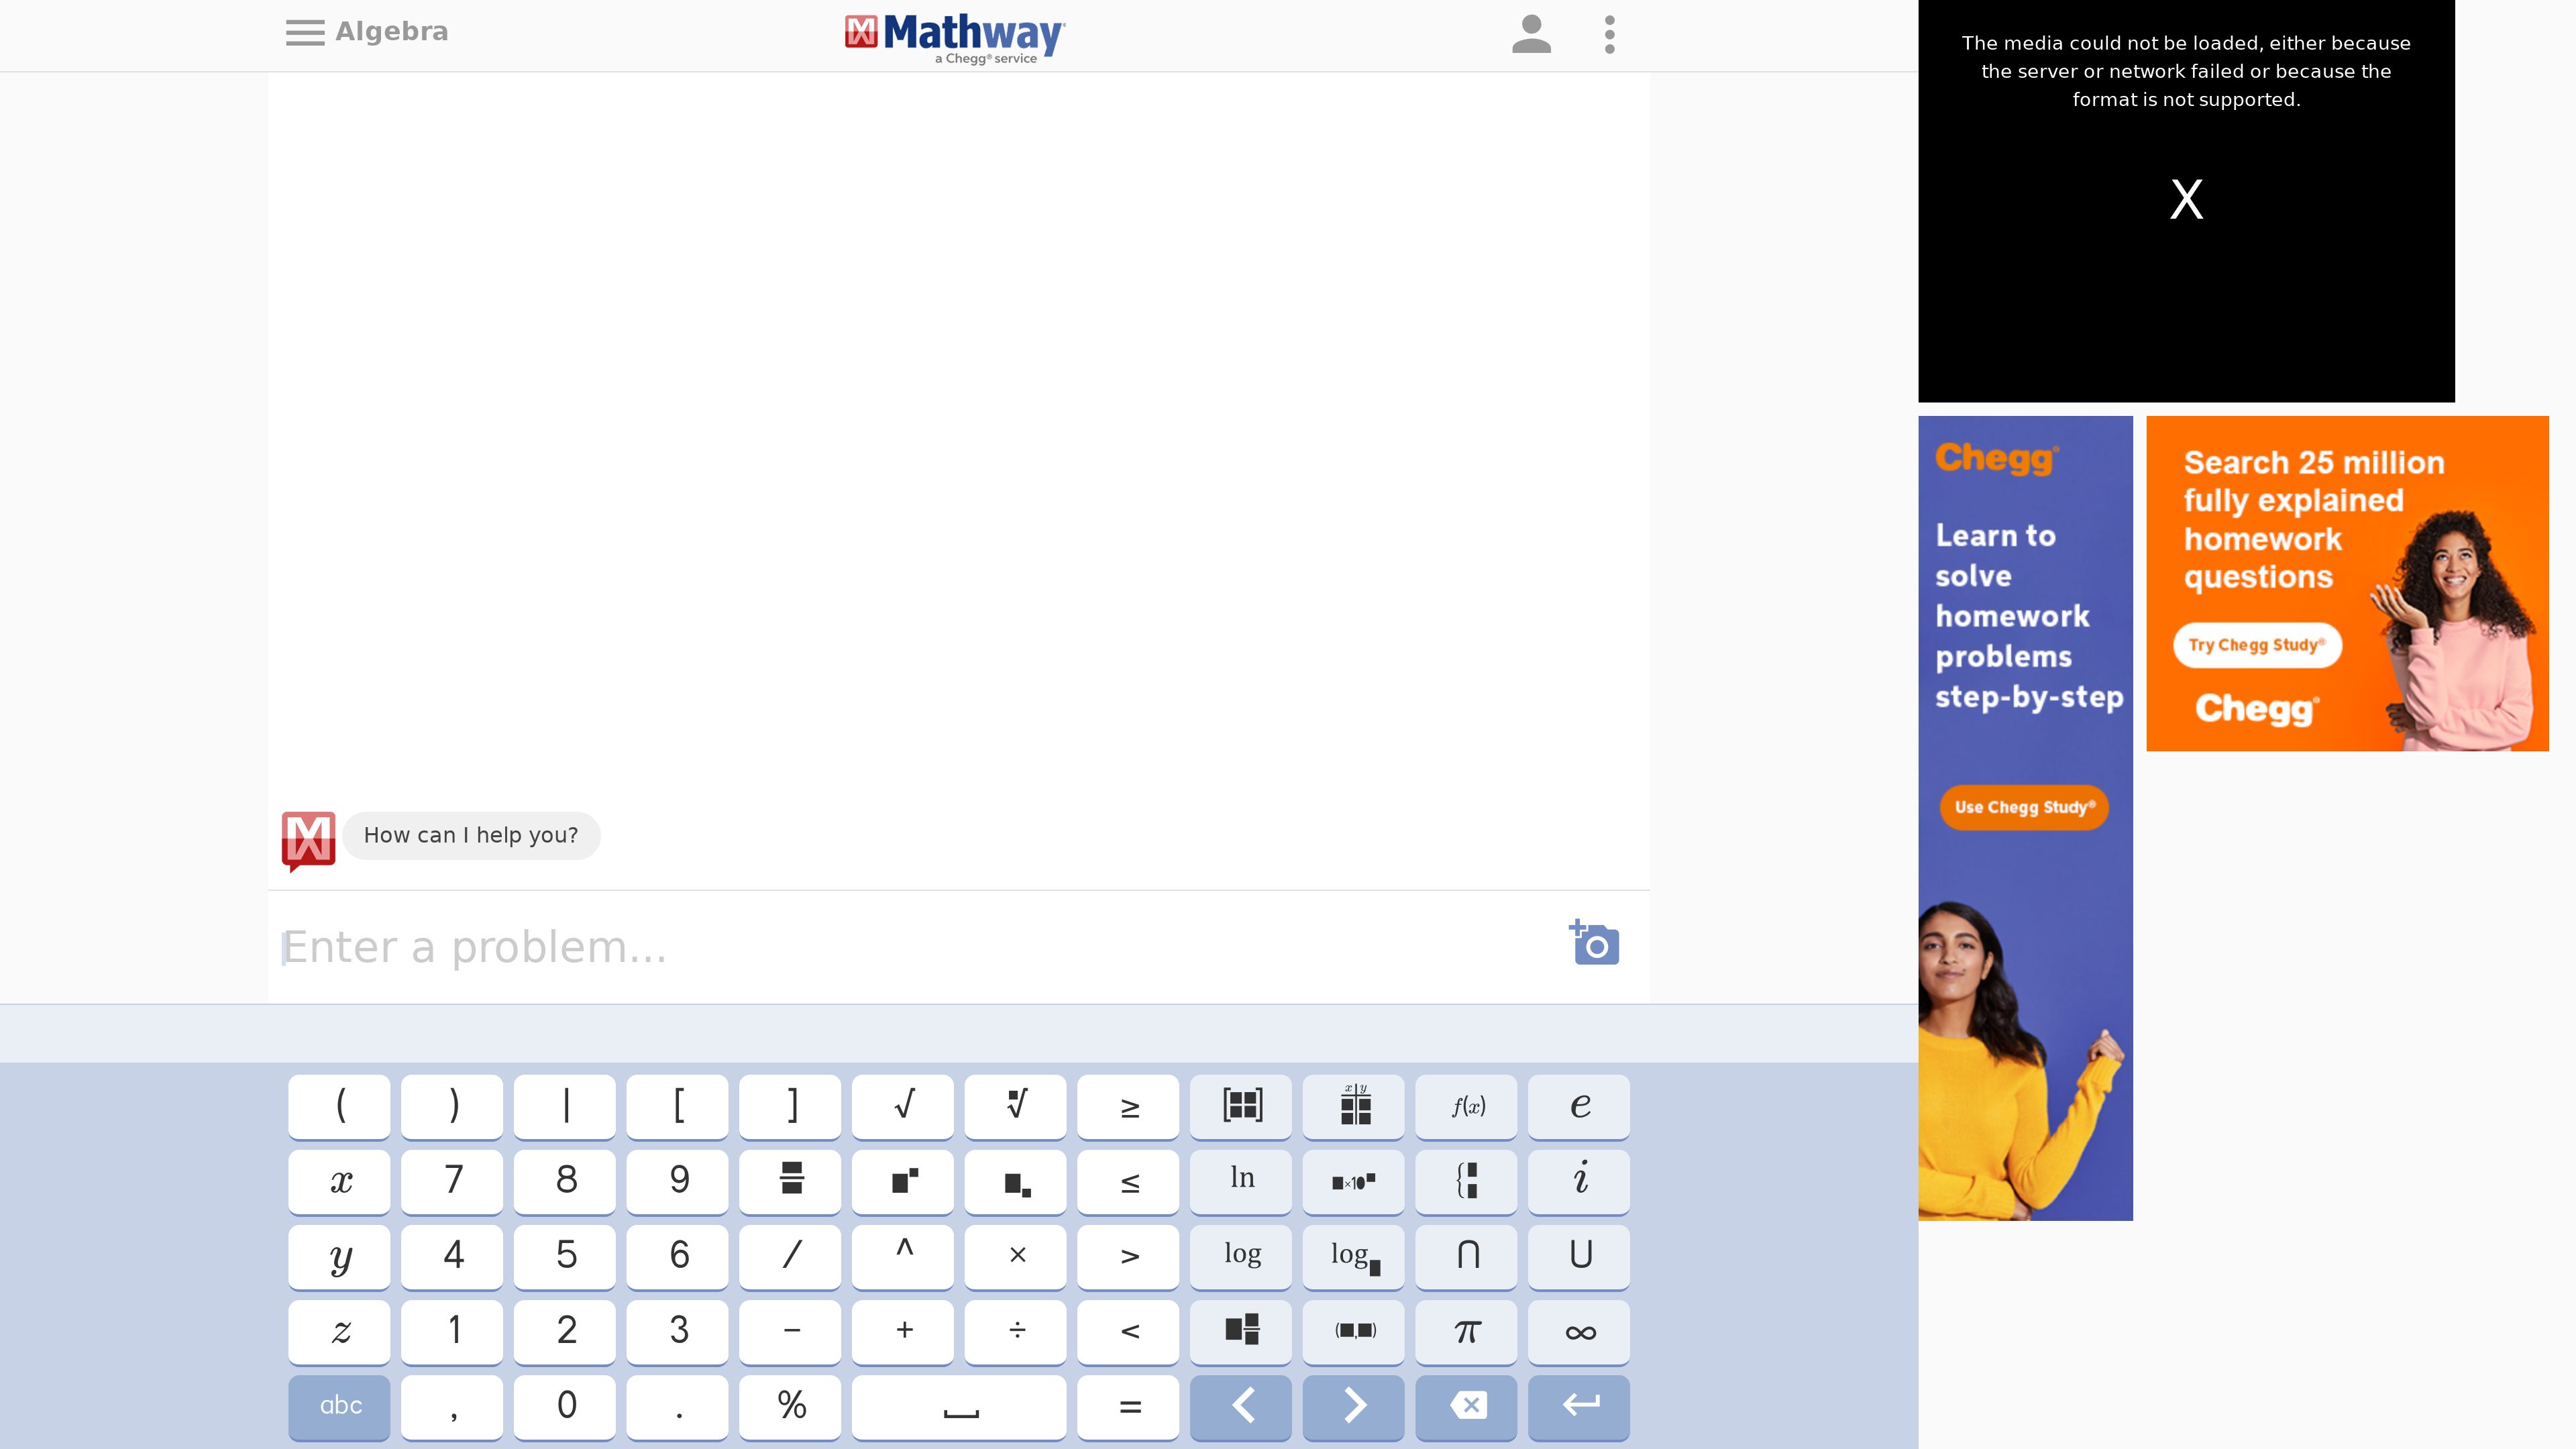 Algebra
Mathway
a Chegg® service
The media could not be loaded, either because
the server or network failed or because the
format is not supported.
X
Chegg®
Learn to
solve
homework
problems
step-by-step
Use Chegg Study®
Search 25 million
fully explained
homework
questions
Try Chegg Study®
Chegg®
How can I help you?
Enter a problem...
( ) | [ ] √ √ ≥ [ ] x y f(x) e
x 7 8 9 ≤ ln ×10 { i
y 4 5 6 / ^ × > log log ∩ ∪
z 1 2 3 − + ÷ < (,) π ∞
abc , 0 . % =